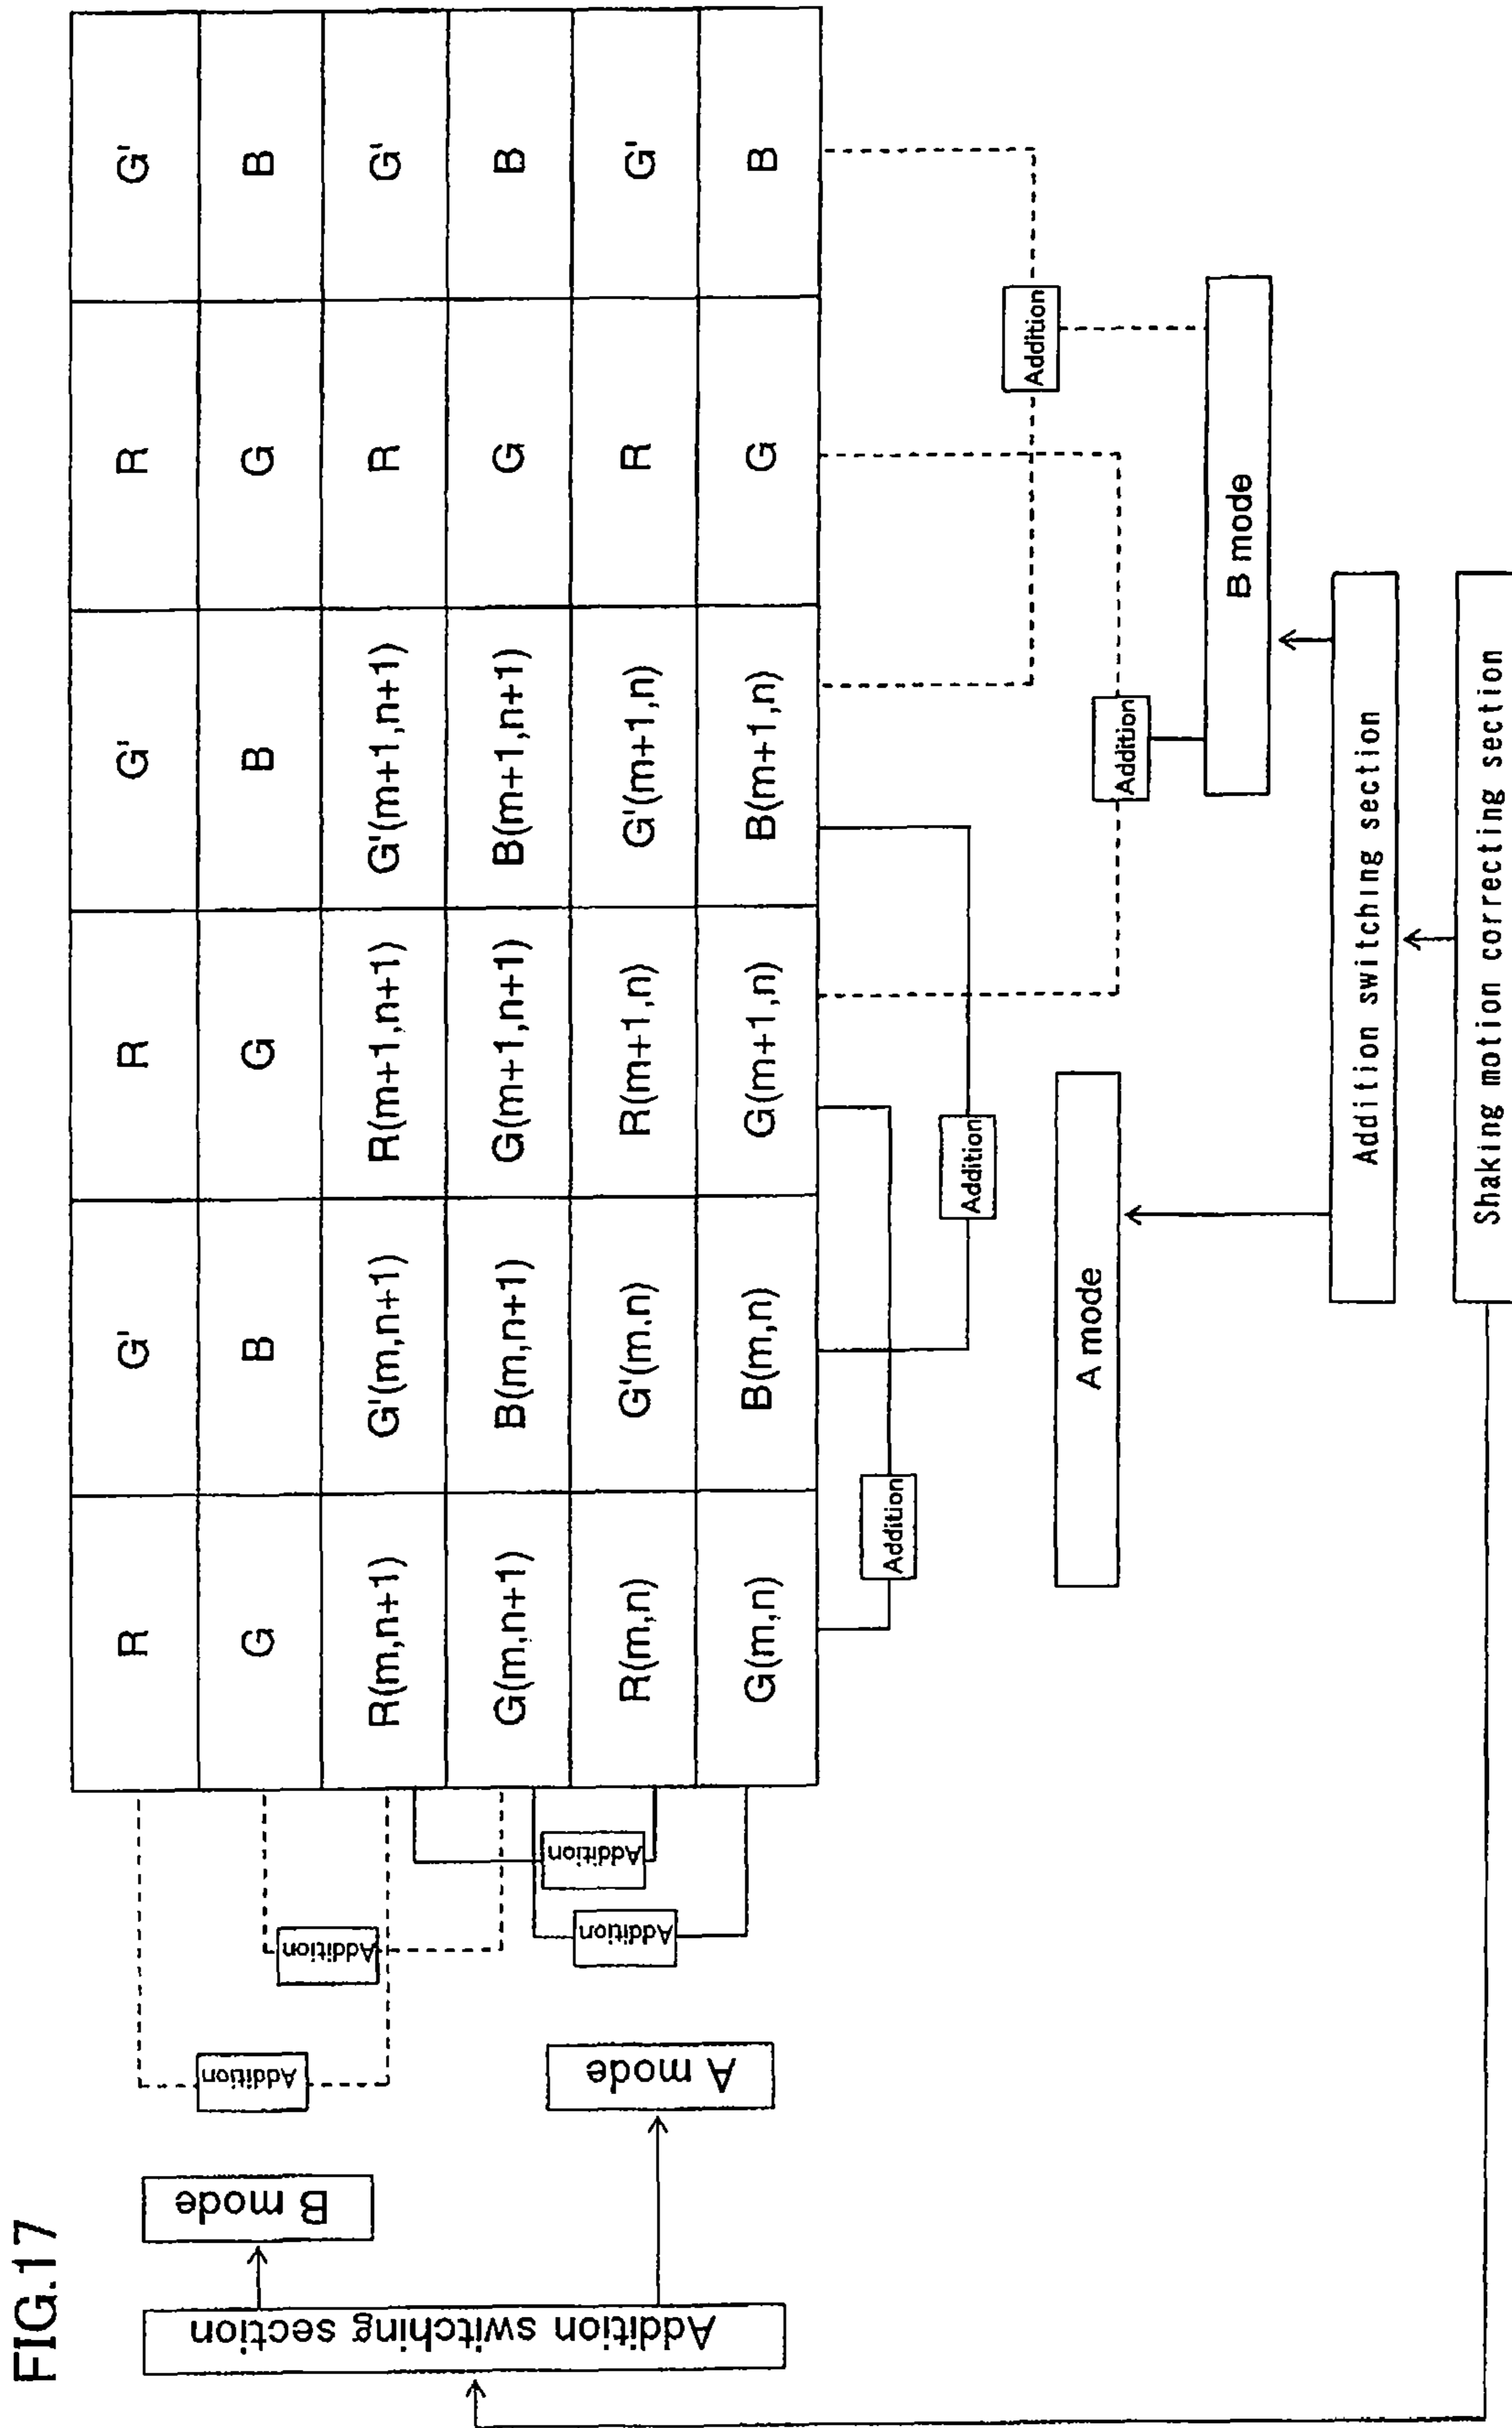 FIG.17
Addition switching section
B mode
A mode
Addition
Addition
Addition
Addition
R G' R G' R G'
G B G B G B
R(m,n+1) G'(m,n+1) R(m+1,n+1) G'(m+1,n+1) R G'
G(m,n+1) B(m,n+1) G(m+1,n+1) B(m+1,n+1) G B
R(m,n) G'(m.n) R(m+1,n) G'(m+1,n) R G'
G(m,n) B(m,n) G(m+1,n) B(m+1,n) G B
Addition
Addition
Addition
Addition
A mode
B mode
Addition switching section
Shaking motion correcting section